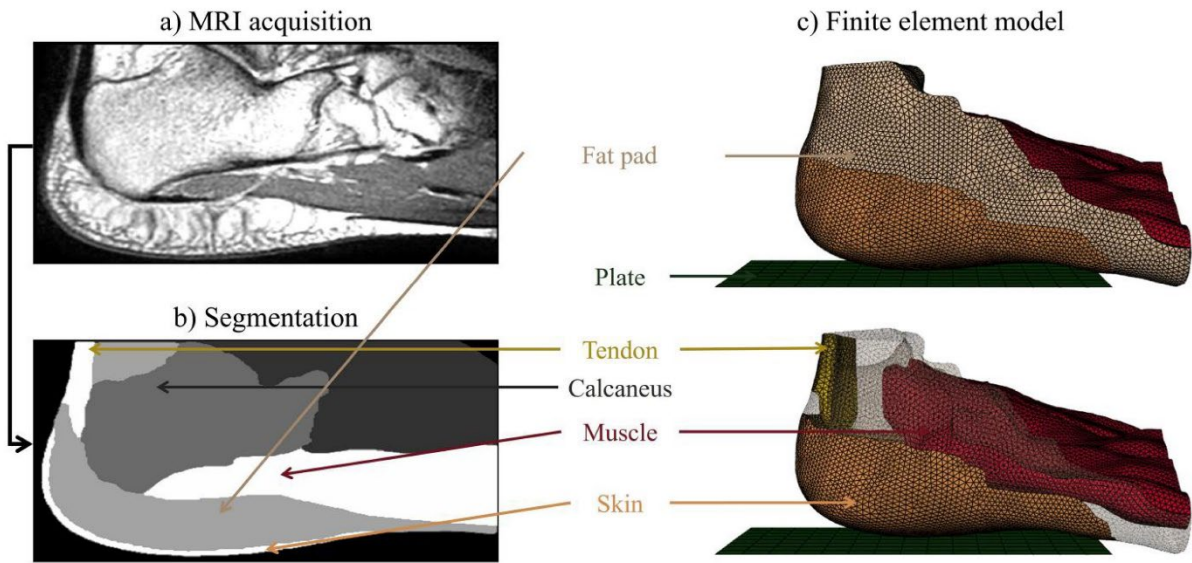 a) MRI acquisition
c) Finite element model
Fat pad
Plate
b) Segmentation
Tendon
Calcaneus
Muscle
Skin